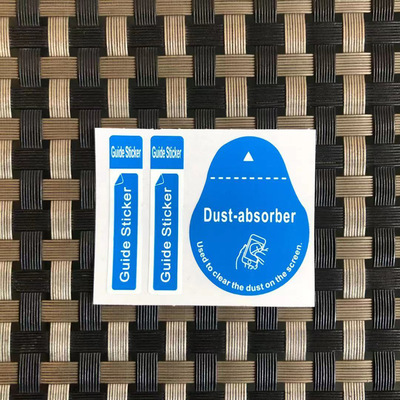 Guide Sticker
Guide Sticker
Guide Sticker
Guide Sticker
Dust-absorber
Used to clear the dust on the screen.